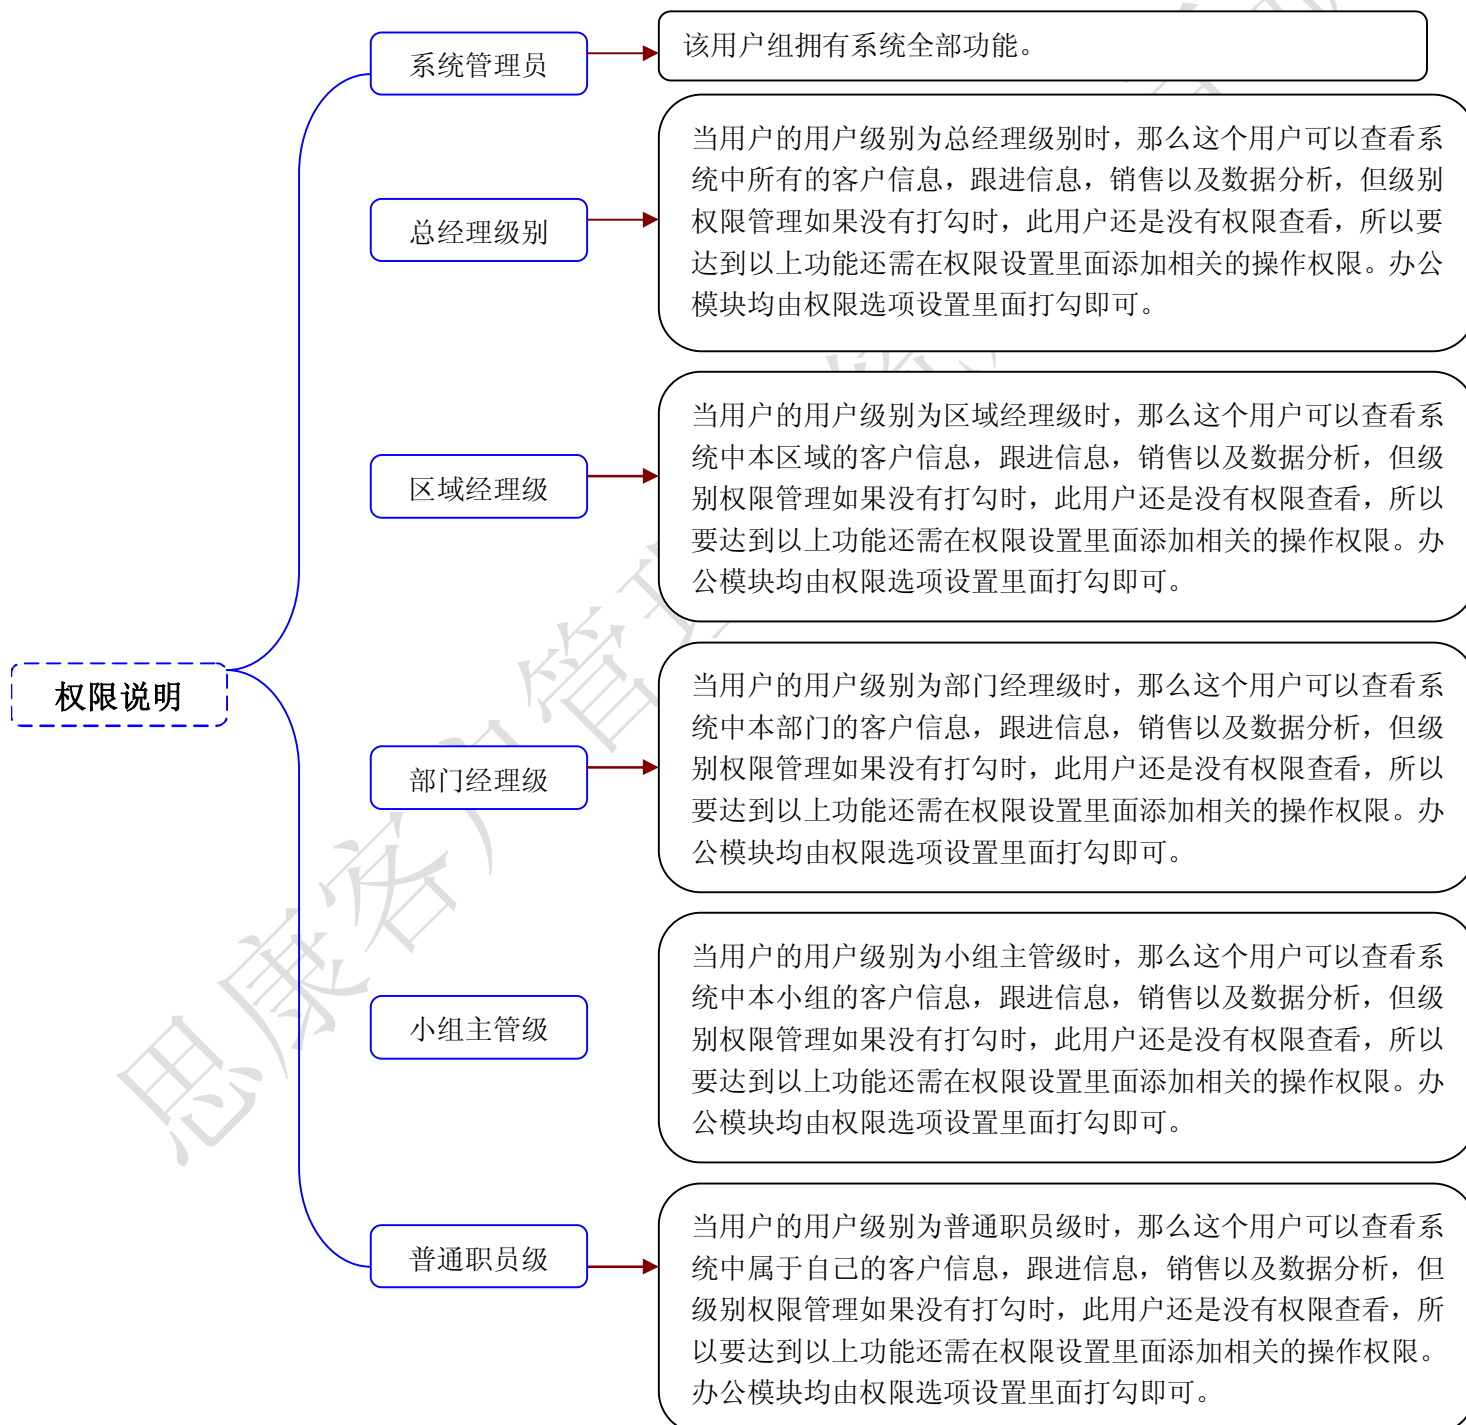 系统管理员
该用户组拥有系统全部功能。
总经理级别
当用户的用户级别为总经理级别时，那么这个用户可以查看系
统中所有的客户信息，跟进信息，销售以及数据分析，但级别
权限管理如果没有打勾时，此用户还是没有权限查看，所以要
达到以上功能还需在权限设置里面添加相关的操作权限。办公
模块均由权限选项设置里面打勾即可。
区域经理级
当用户的用户级别为区域经理级时，那么这个用户可以查看系
统中本区域的客户信息，跟进信息，销售以及数据分析，但级
别权限管理如果没有打勾时，此用户还是没有权限查看，所以
要达到以上功能还需在权限设置里面添加相关的操作权限。办
公模块均由权限选项设置里面打勾即可。
权限说明
部门经理级
当用户的用户级别为部门经理级时，那么这个用户可以查看系
统中本部门的客户信息，跟进信息，销售以及数据分析，但级
别权限管理如果没有打勾时，此用户还是没有权限查看，所以
要达到以上功能还需在权限设置里面添加相关的操作权限。办
公模块均由权限选项设置里面打勾即可。
小组主管级
当用户的用户级别为小组主管级时，那么这个用户可以查看系
统中本小组的客户信息，跟进信息，销售以及数据分析，但级
别权限管理如果没有打勾时，此用户还是没有权限查看，所以
要达到以上功能还需在权限设置里面添加相关的操作权限。办
公模块均由权限选项设置里面打勾即可。
普通职员级
当用户的用户级别为普通职员级时，那么这个用户可以查看系
统中属于自己的客户信息，跟进信息，销售以及数据分析，但
级别权限管理如果没有打勾时，此用户还是没有权限查看，所
以要达到以上功能还需在权限设置里面添加相关的操作权限。
办公模块均由权限选项设置里面打勾即可。
思康客户管理